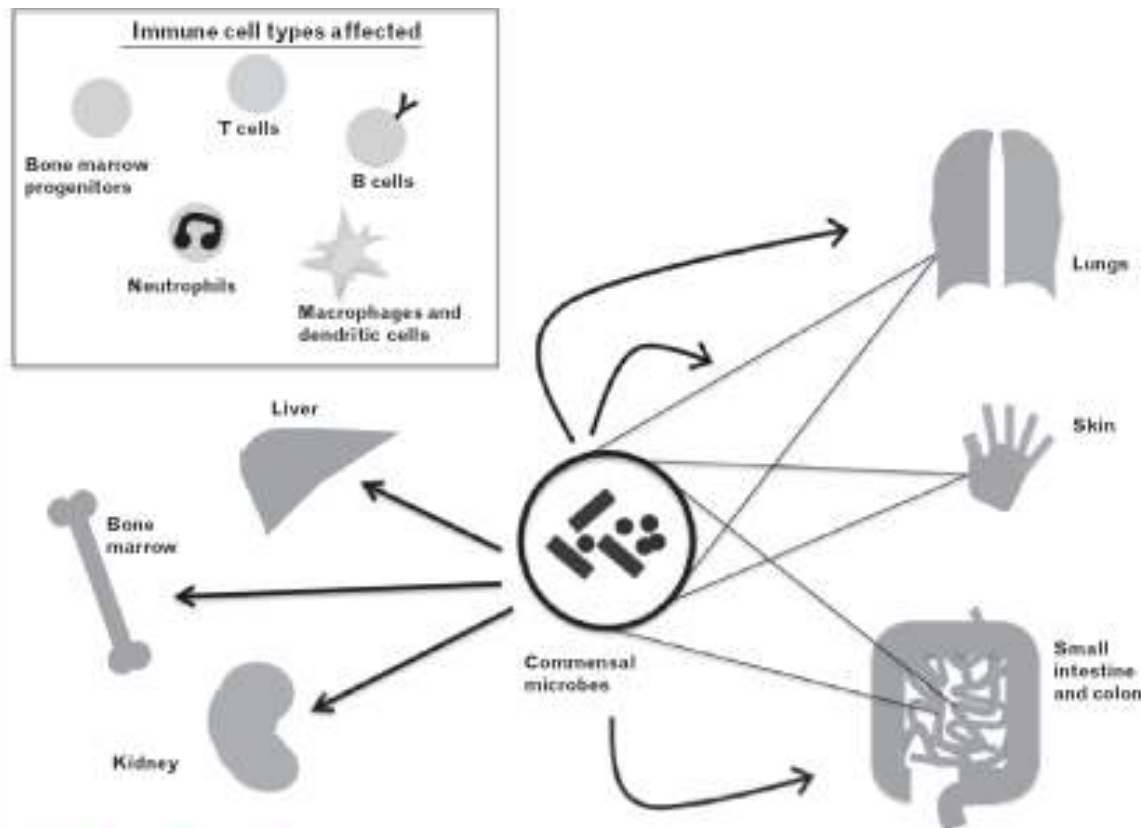 Immune cell types affected
T cells
Bone marrow
progenitors
B cells
Neutrophils
Macrophages and
dendritic cells
Lungs
Liver
Skin
Bone
marrow
Commensal
microbes
Small
intestine
and colon
Kidney